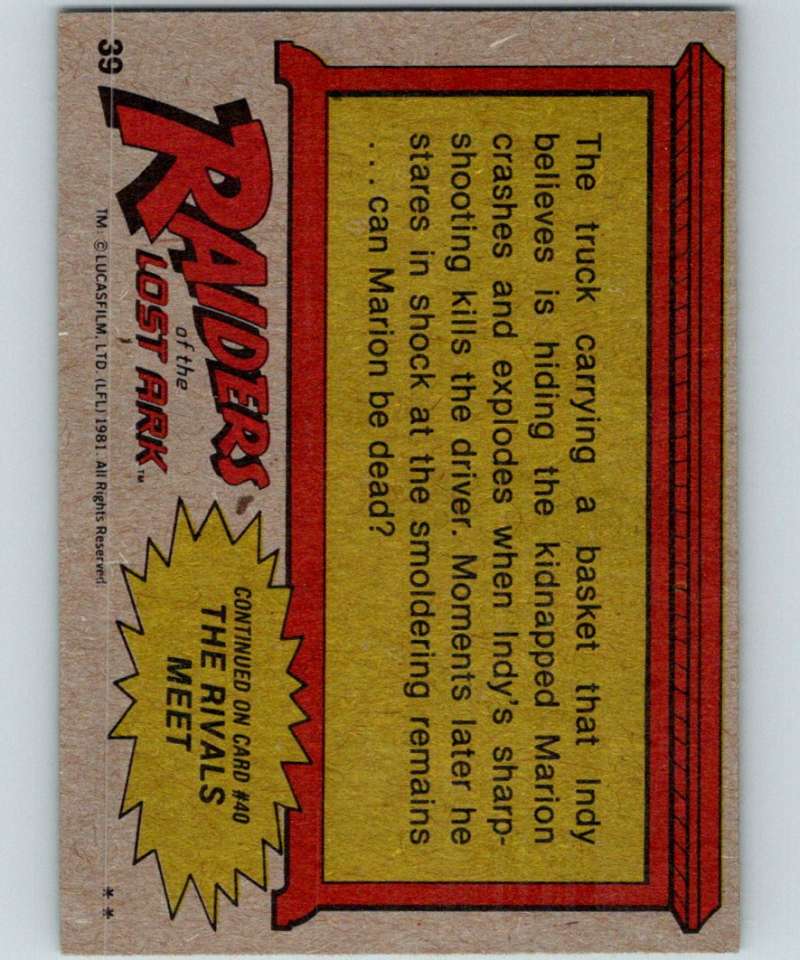 The truck carrying a basket that Indy
believes is hiding the kidnapped Marion
crashes and explodes when Indy's sharp-
shooting kills the driver. Moments later he
stares in shock at the smoldering remains
... can Marion be dead?
RAIDERS
of the
LOST ARK™
CONTINUED ON CARD #40
THE RIVALS
MEET
39
TM: © LUCASFILM, LTD. (LFL) 1981. All Rights Reserved.
**